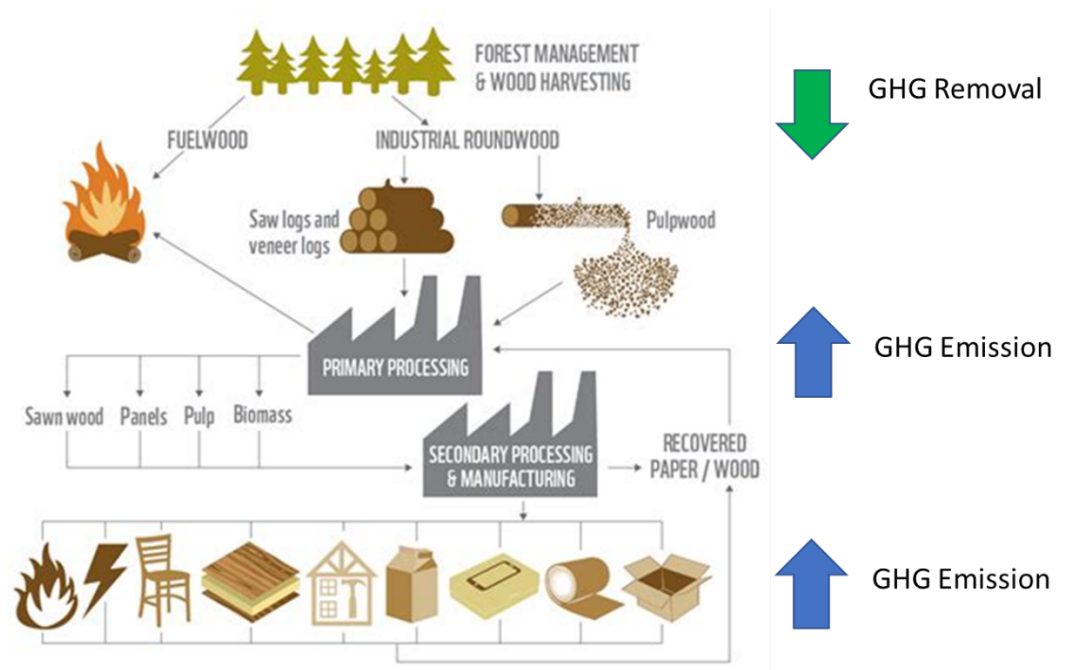 FOREST MANAGEMENT
& WOOD HARVESTING
GHG Removal
FUELWOOD
INDUSTRIAL ROUNDWOOD
Saw logs and
veneer logs
Pulpwood
PRIMARY PROCESSING
GHG Emission
Sawn wood
Panels
Pulp
Biomass
SECONDARY PROCESSING
& MANUFACTURING
RECOVERED
PAPER / WOOD
GHG Emission